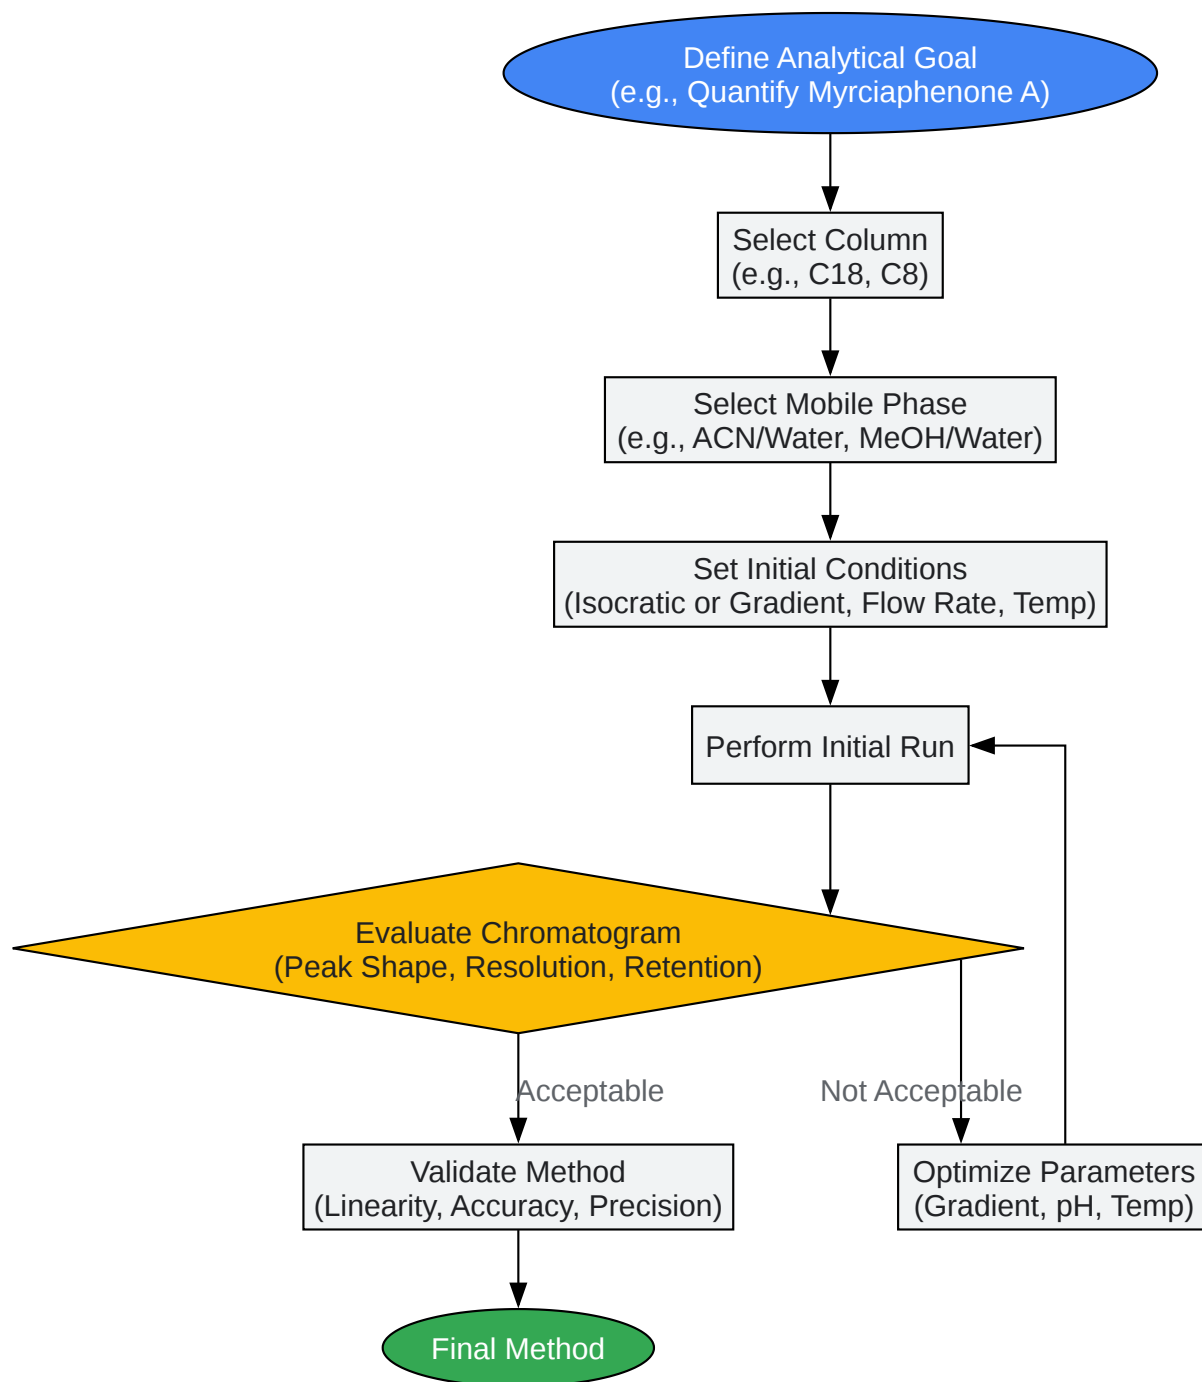 Define Analytical Goal
(e.g., Quantify Myrciaphenone A)
Select Column
(e.g., C18, C8)
Select Mobile Phase
(e.g., ACN/Water, MeOH/Water)
Set Initial Conditions
(Isocratic or Gradient, Flow Rate, Temp)
Perform Initial Run
Evaluate Chromatogram
(Peak Shape, Resolution, Retention)
Acceptable
Not Acceptable
Validate Method
(Linearity, Accuracy, Precision)
Optimize Parameters
(Gradient, pH, Temp)
Final Method